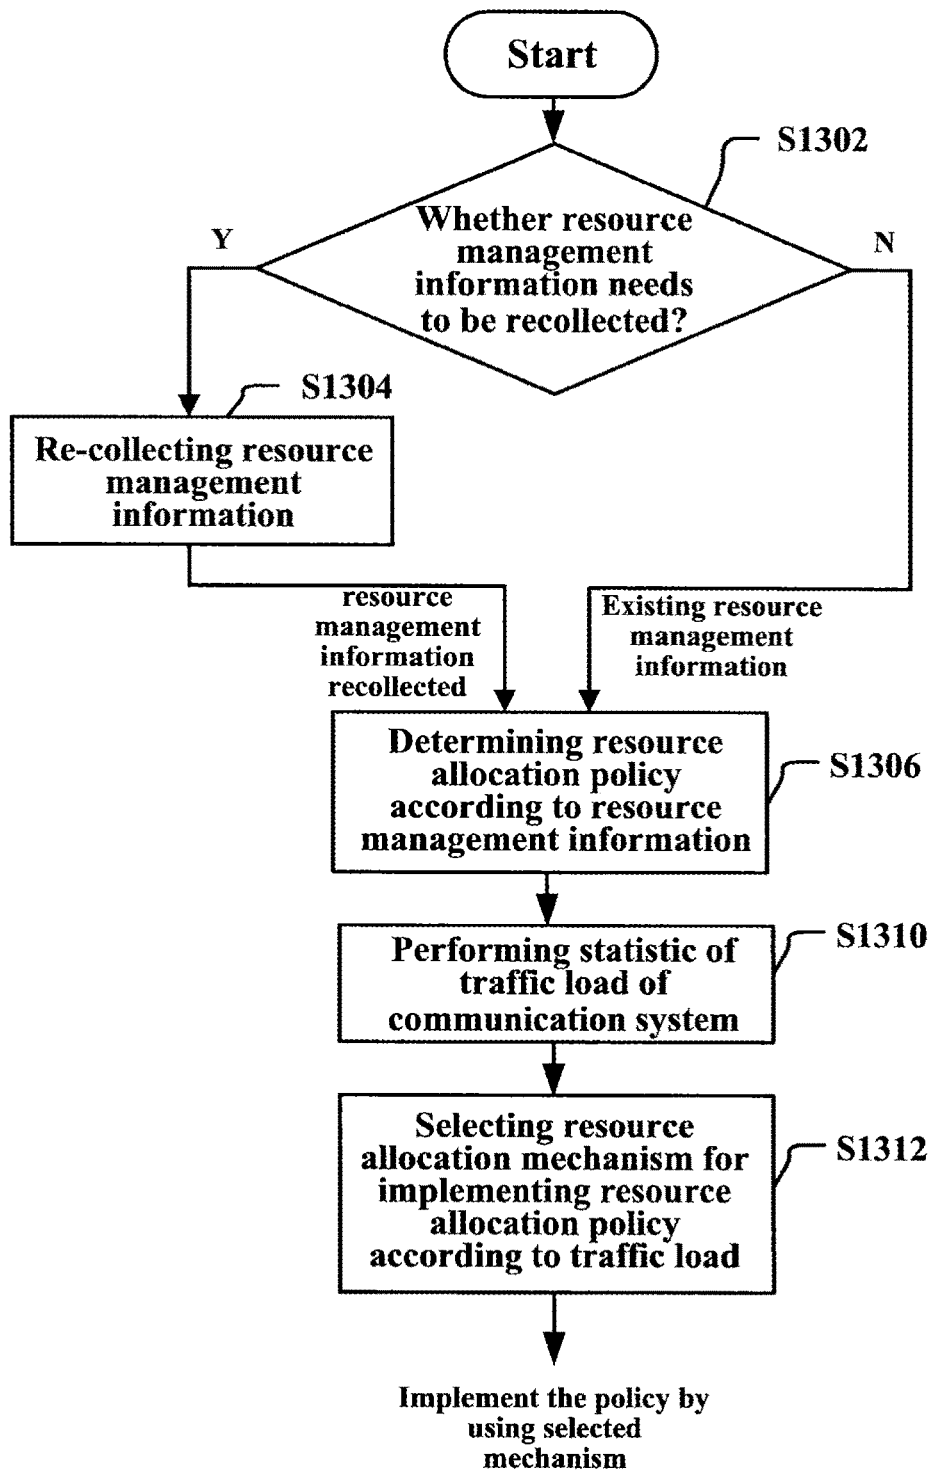 Start
S1302
Whether resource
management
information needs
to be recollected?
Y
N
S1304
Re-collecting resource
management
information
resource
management
information
recollected
Existing resource
management
information
Determining resource
allocation policy
according to resource
management information
S1306
Performing statistic of
traffic load of
communication system
S1310
Selecting resource
allocation mechanism for
implementing resource
allocation policy
according to traffic load
S1312
Implement the policy by
using selected
mechanism